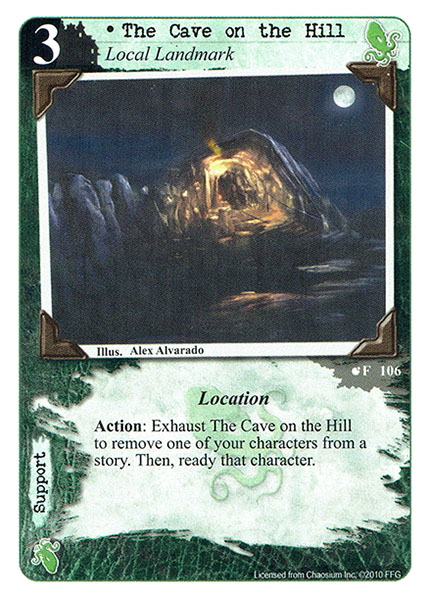 3
• The Cave on the Hill
Local Landmark
Illus. Alex Alvarado
F 106
Location
Action: Exhaust The Cave on the Hill
to remove one of your characters from a
story. Then, ready that character.
Support
Licensed from Chaosium Inc. ©2010 FFG